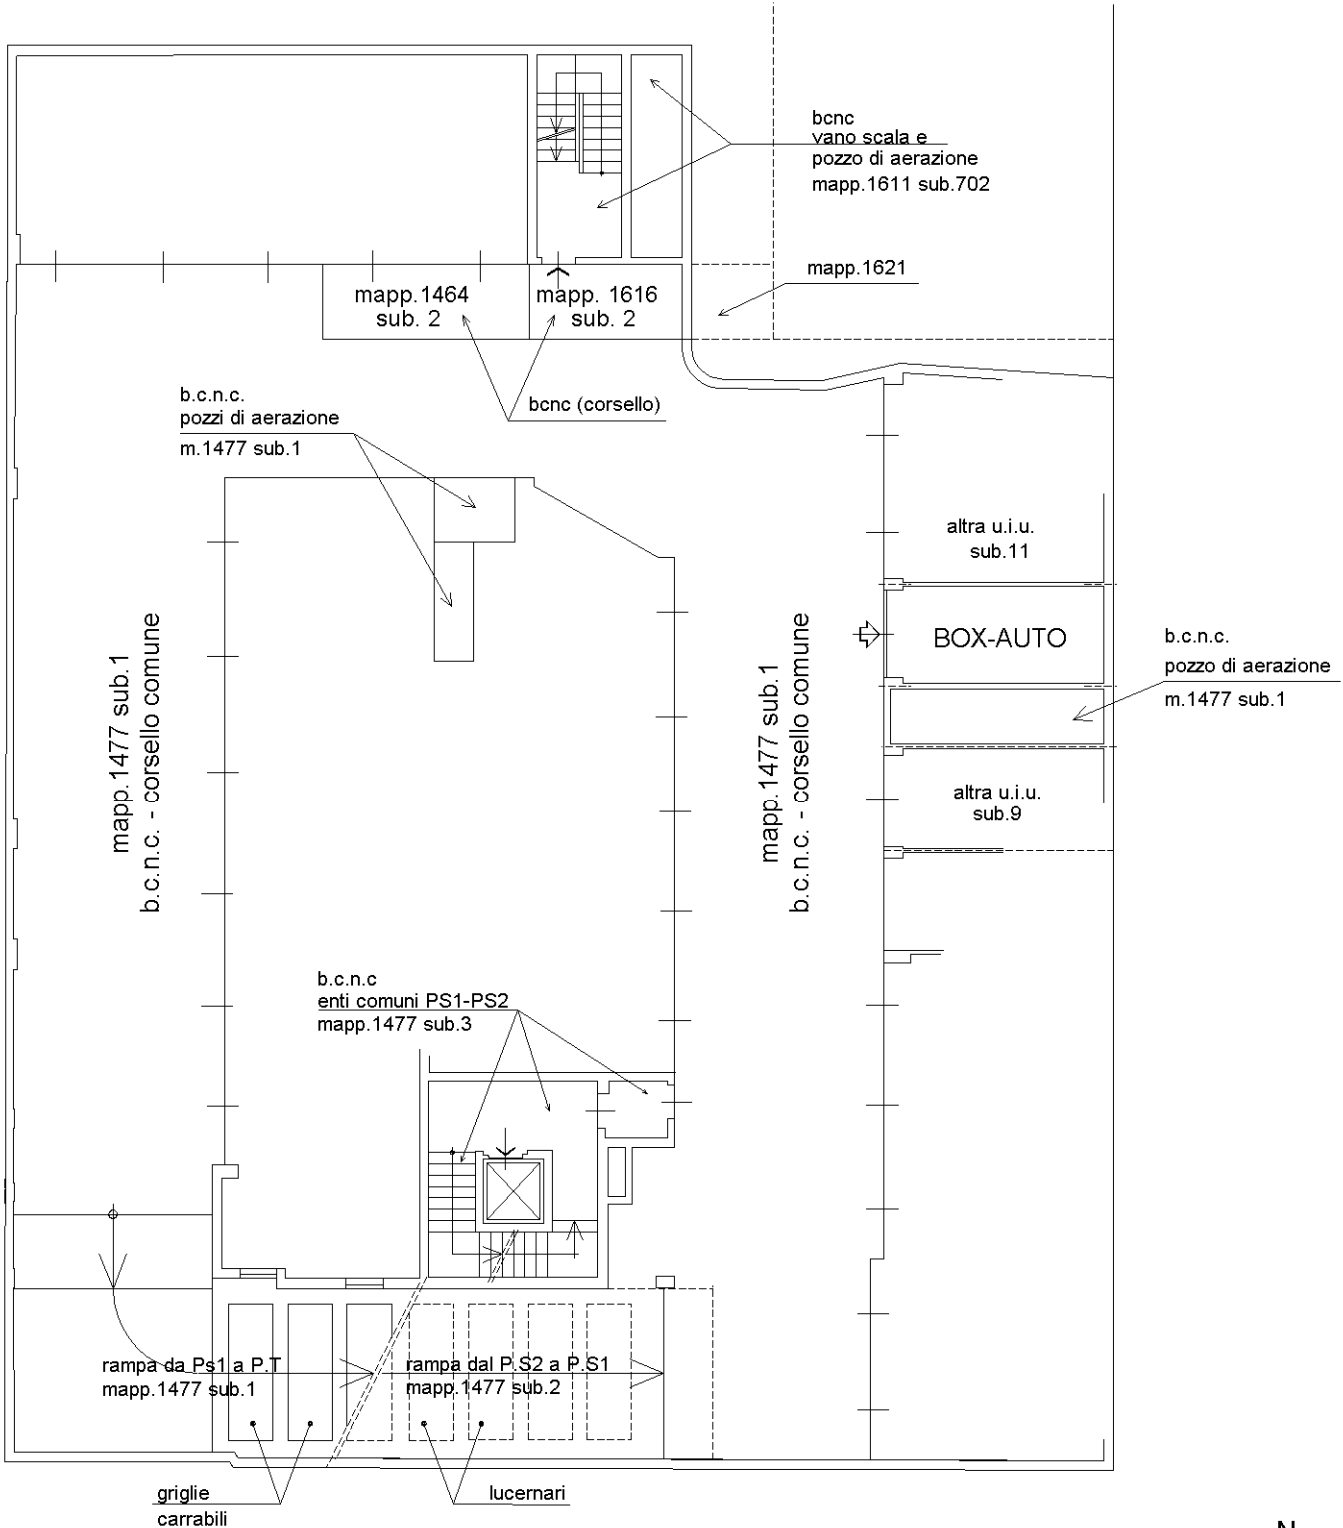 bcnc
vano scala e
pozzo di aerazione
mapp.1611 sub.702
mapp.1621
mapp.1464
sub. 2
mapp. 1616
sub. 2
b.c.n.c.
pozzi di aerazione
m.1477 sub.1
bcnc (corsello)
altra u.i.u.
sub.11
BOX-AUTO
b.c.n.c.
pozzo di aerazione
m.1477 sub.1
mapp.1477 sub.1
b.c.n.c. - corsello comune
mapp.1477 sub.1
b.c.n.c. - corsello comune
altra u.i.u.
sub.9
b.c.n.c
enti comuni PS1-PS2
mapp.1477 sub.3
rampa da Ps1 a P.T
mapp.1477 sub.1
rampa dal P.S2 a P.S1
mapp.1477 sub.2
griglie
carrabili
lucernari
N